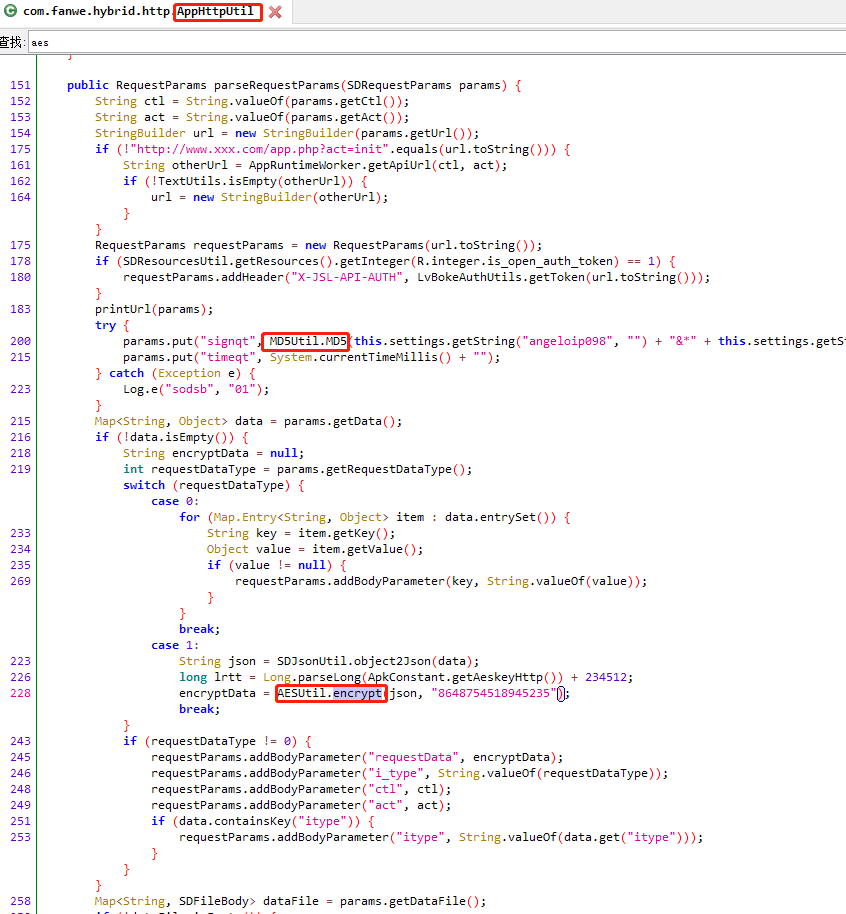 com.fanwe.hybrid.http.AppHttpUtil
查找: aes
}
151 public RequestParams parseRequestParams(SDRequestParams params) {
152 String ctl = String.valueOf(params.getCtl());
153 String act = String.valueOf(params.getAct());
154 StringBuilder url = new StringBuilder(params.getUrl());
175 if (!"http://www.xxx.com/app.php?act=init".equals(url.toString())) {
161 String otherUrl = AppRuntimeWorker.getApiUrl(ctl, act);
162 if (!TextUtils.isEmpty(otherUrl)) {
164 url = new StringBuilder(otherUrl);
}
}
175 RequestParams requestParams = new RequestParams(url.toString());
178 if (SDResourcesUtil.getResources().getInteger(R.integer.is_open_auth_token) == 1) {
180 requestParams.addHeader("X-JSL-API-AUTH", LvBokeAuthUtils.getToken(url.toString()));
}
183 printUrl(params);
try {
200 params.put("signqt", MD5Util.MD5(this.settings.getString("angeloip098", "") + "&*" + this.settings.getSt
215 params.put("timeqt", System.currentTimeMillis() + "");
} catch (Exception e) {
223 Log.e("sodsb", "01");
}
215 Map<String, Object> data = params.getData();
216 if (!data.isEmpty()) {
218 String encryptData = null;
219 int requestDataType = params.getRequestDataType();
switch (requestDataType) {
case 0:
for (Map.Entry<String, Object> item : data.entrySet()) {
233 String key = item.getKey();
234 Object value = item.getValue();
235 if (value != null) {
269 requestParams.addBodyParameter(key, String.valueOf(value));
}
}
break;
case 1:
223 String json = SDJsonUtil.object2Json(data);
226 long lrtt = Long.parseLong(ApkConstant.getAeskeyHttp()) + 234512;
228 encryptData = AESUtil.encrypt(json, "8648754518945235");
break;
}
243 if (requestDataType != 0) {
245 requestParams.addBodyParameter("requestData", encryptData);
246 requestParams.addBodyParameter("i_type", String.valueOf(requestDataType));
248 requestParams.addBodyParameter("ctl", ctl);
249 requestParams.addBodyParameter("act", act);
251 if (data.containsKey("itype")) {
253 requestParams.addBodyParameter("itype", String.valueOf(data.get("itype")));
}
}
}
258 Map<String, SDFileBody> dataFile = params.getDataFile();